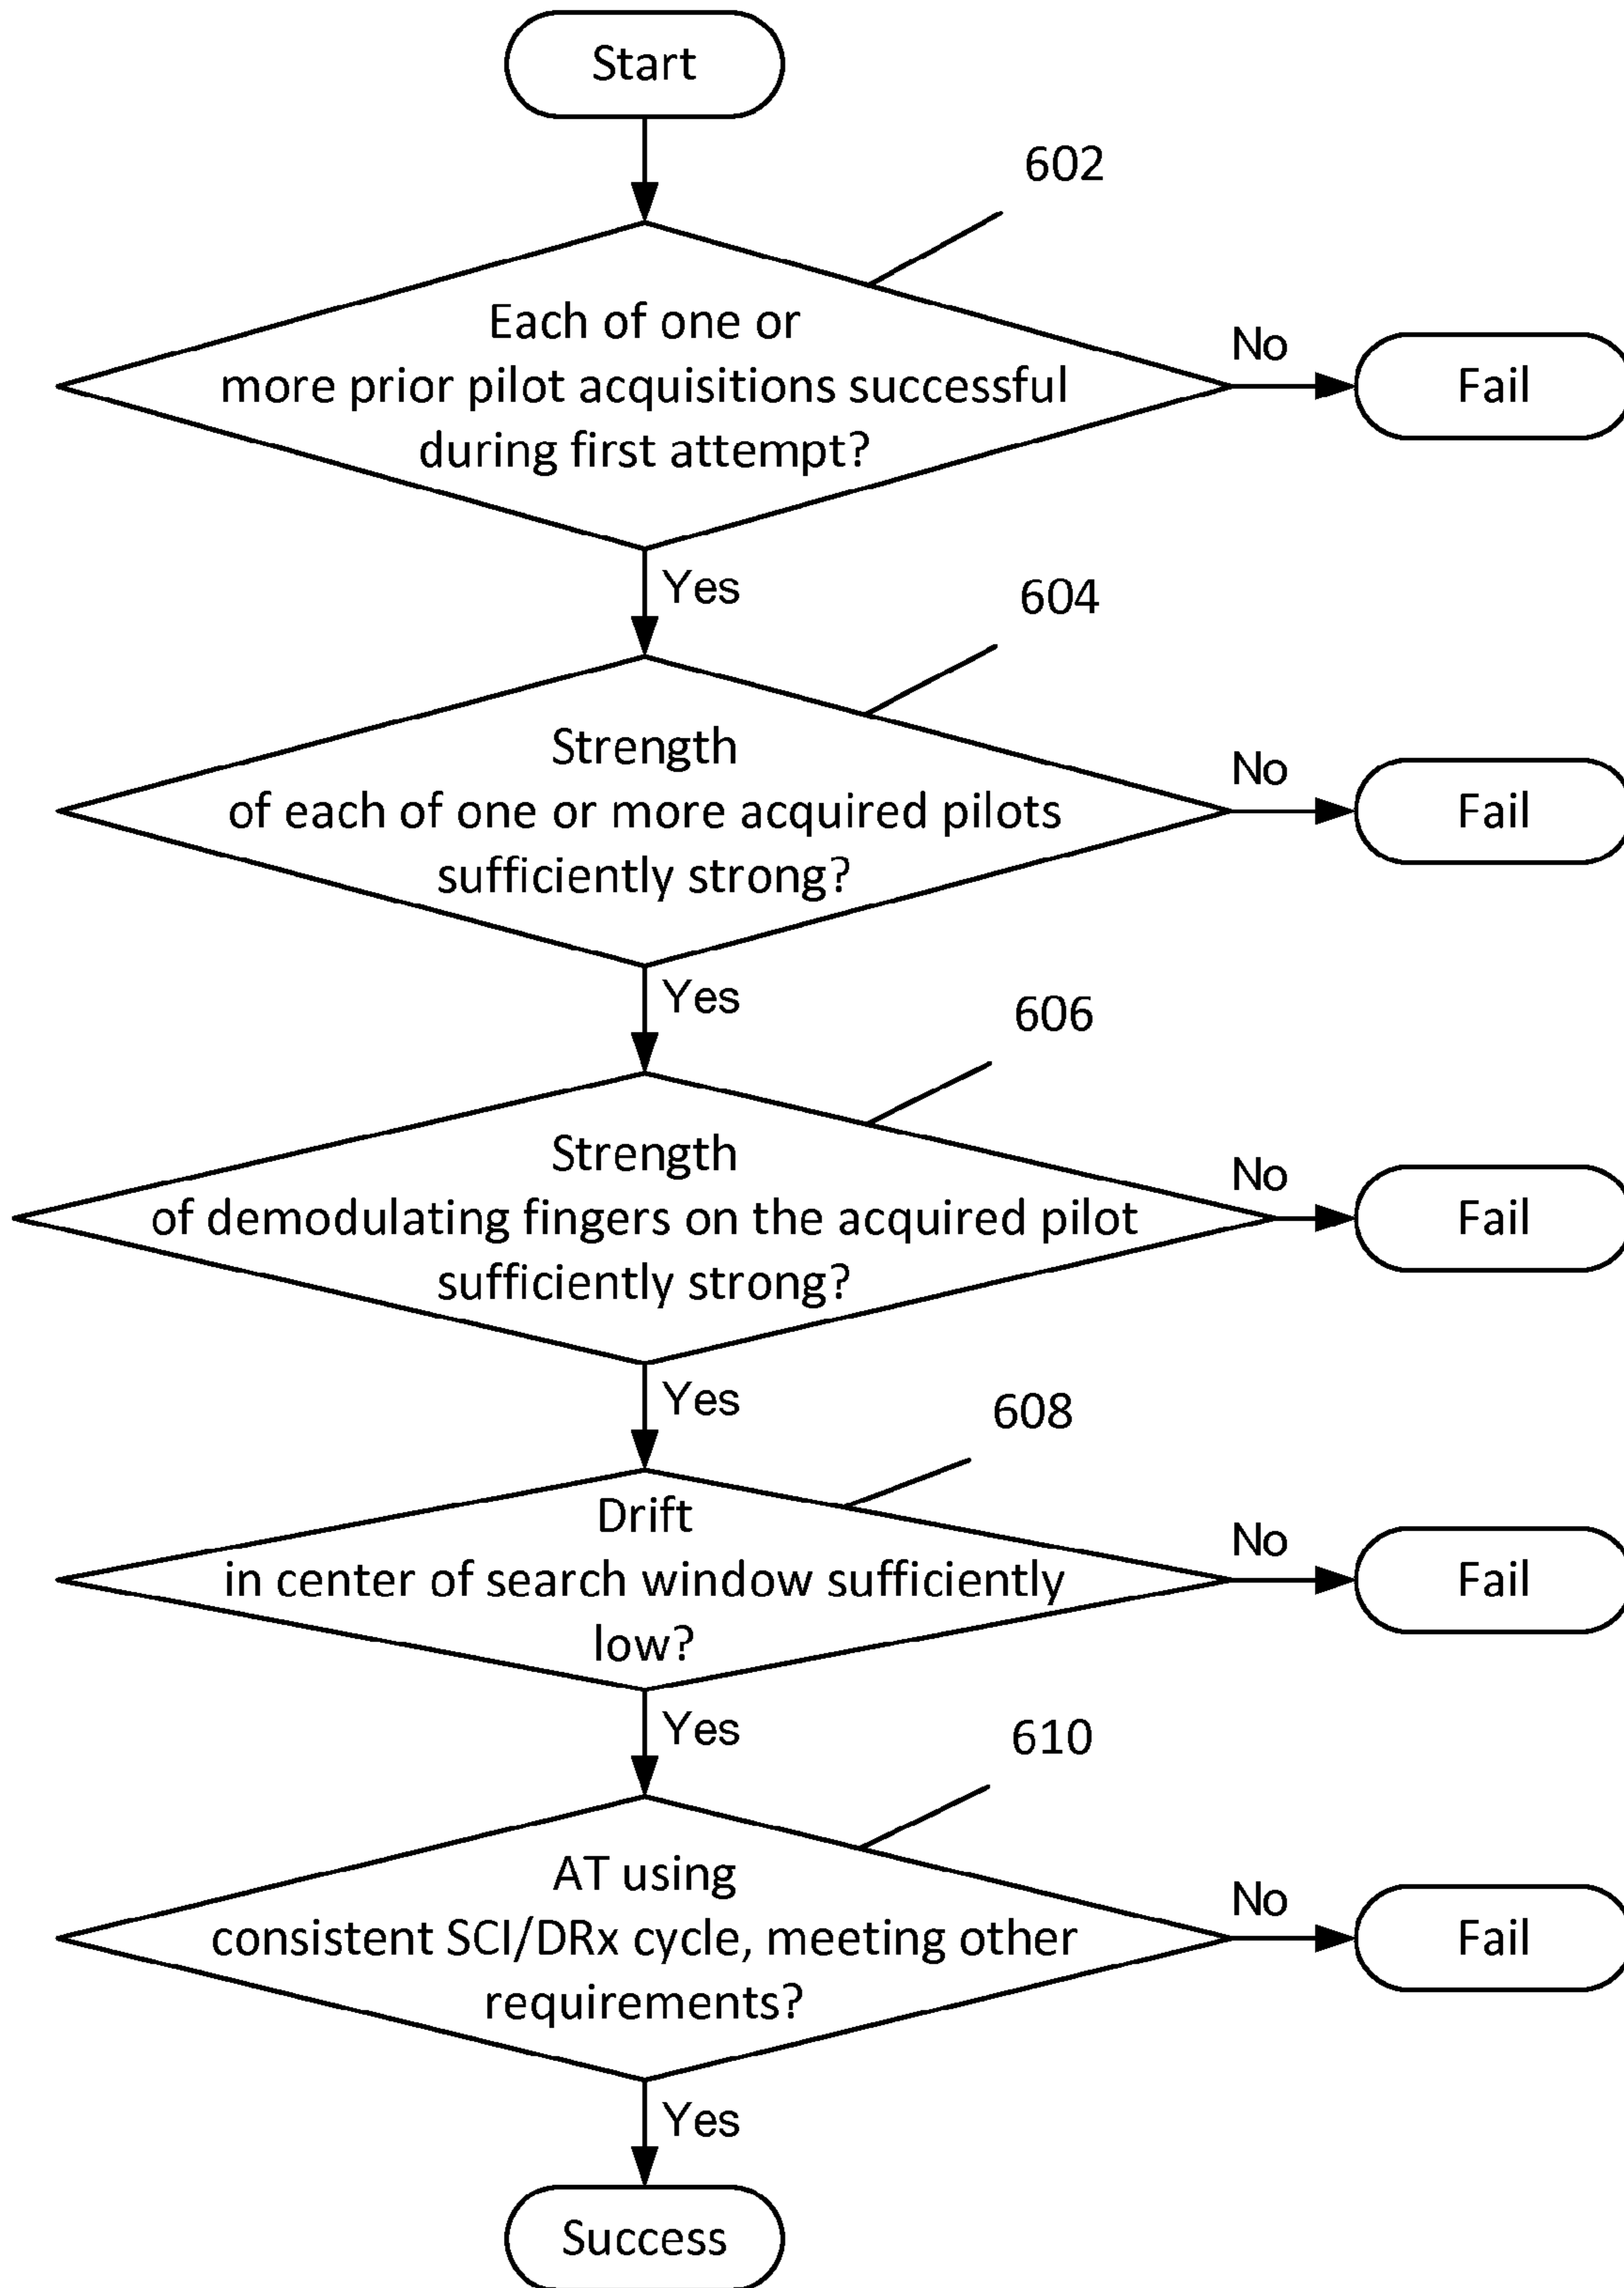 Start
602
Each of one or
more prior pilot acquisitions successful
during first attempt?
No
Fail
Yes
604
Strength
of each of one or more acquired pilots
sufficiently strong?
No
Fail
Yes
606
Strength
of demodulating fingers on the acquired pilot
sufficiently strong?
No
Fail
Yes
608
Drift
in center of search window sufficiently
low?
No
Fail
Yes
610
AT using
consistent SCI/DRx cycle, meeting other
requirements?
No
Fail
Yes
Success